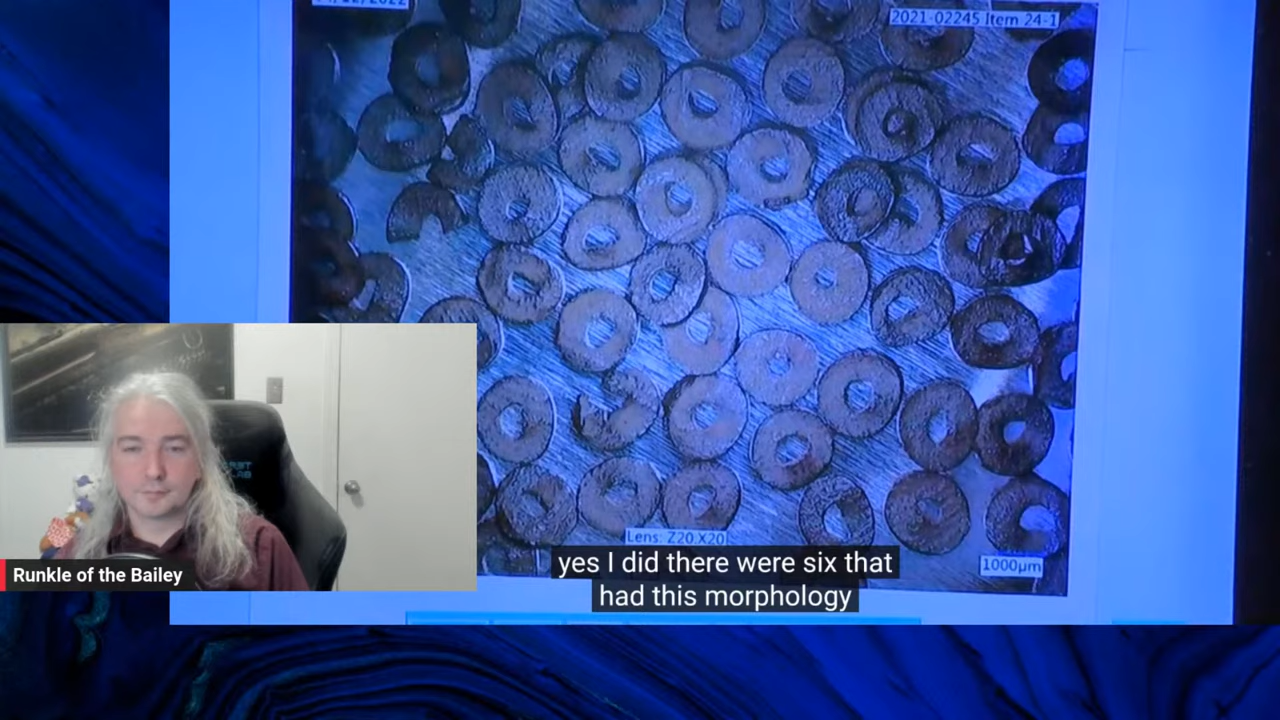 2021-02245 Item 24-1
Lens: Z20.X20
1000µm
yes I did there were six that
had this morphology
Runkle of the Bailey